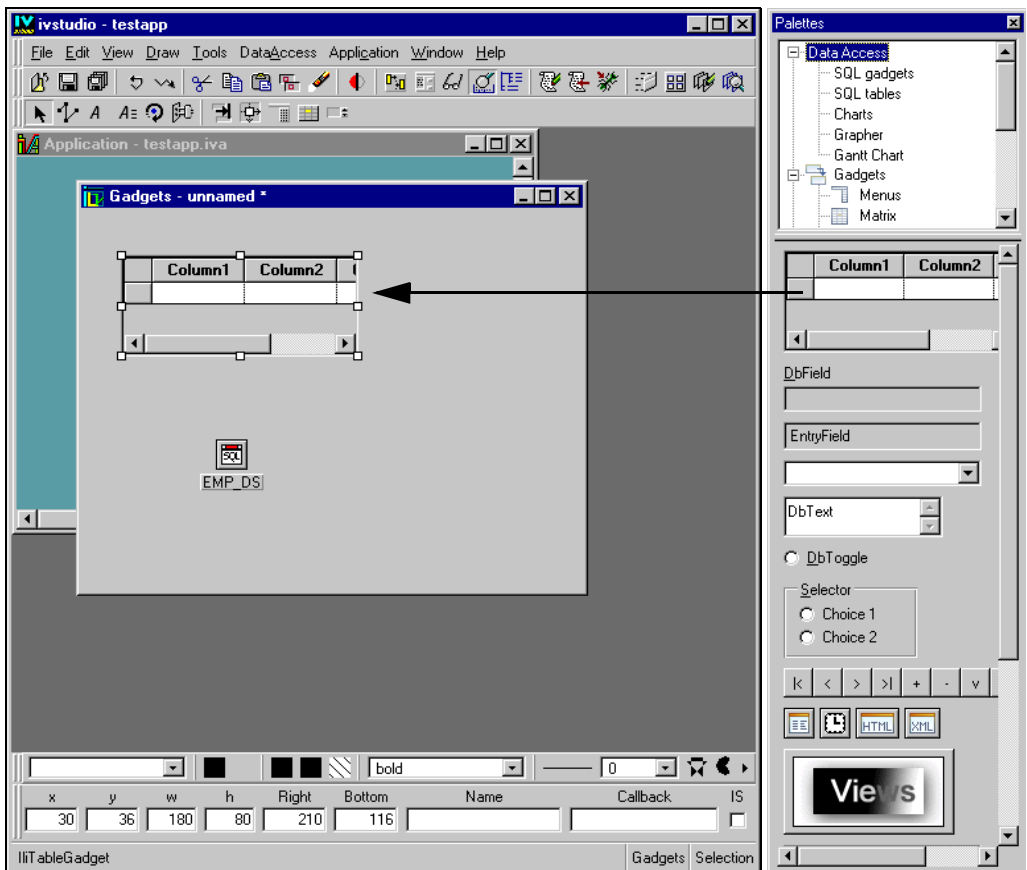 ivstudio - testapp
File Edit View Draw Tools DataAccess Application Window Help
Application - testapp.iva
Gadgets - unnamed *
Column1 Column2
SQL
EMP_DS
bold
0
x y w h Right Bottom Name Callback IS
30 36 180 80 210 116
IliTableGadget
Gadgets Selection
Palettes
Data Access
SQL gadgets
SQL tables
Charts
Grapher
Gantt Chart
Gadgets
Menus
Matrix
Column1 Column2
DbField
EntryField
DbText
DbToggle
Selector
Choice 1
Choice 2
|< < > >| + - v
HTML XML
Views